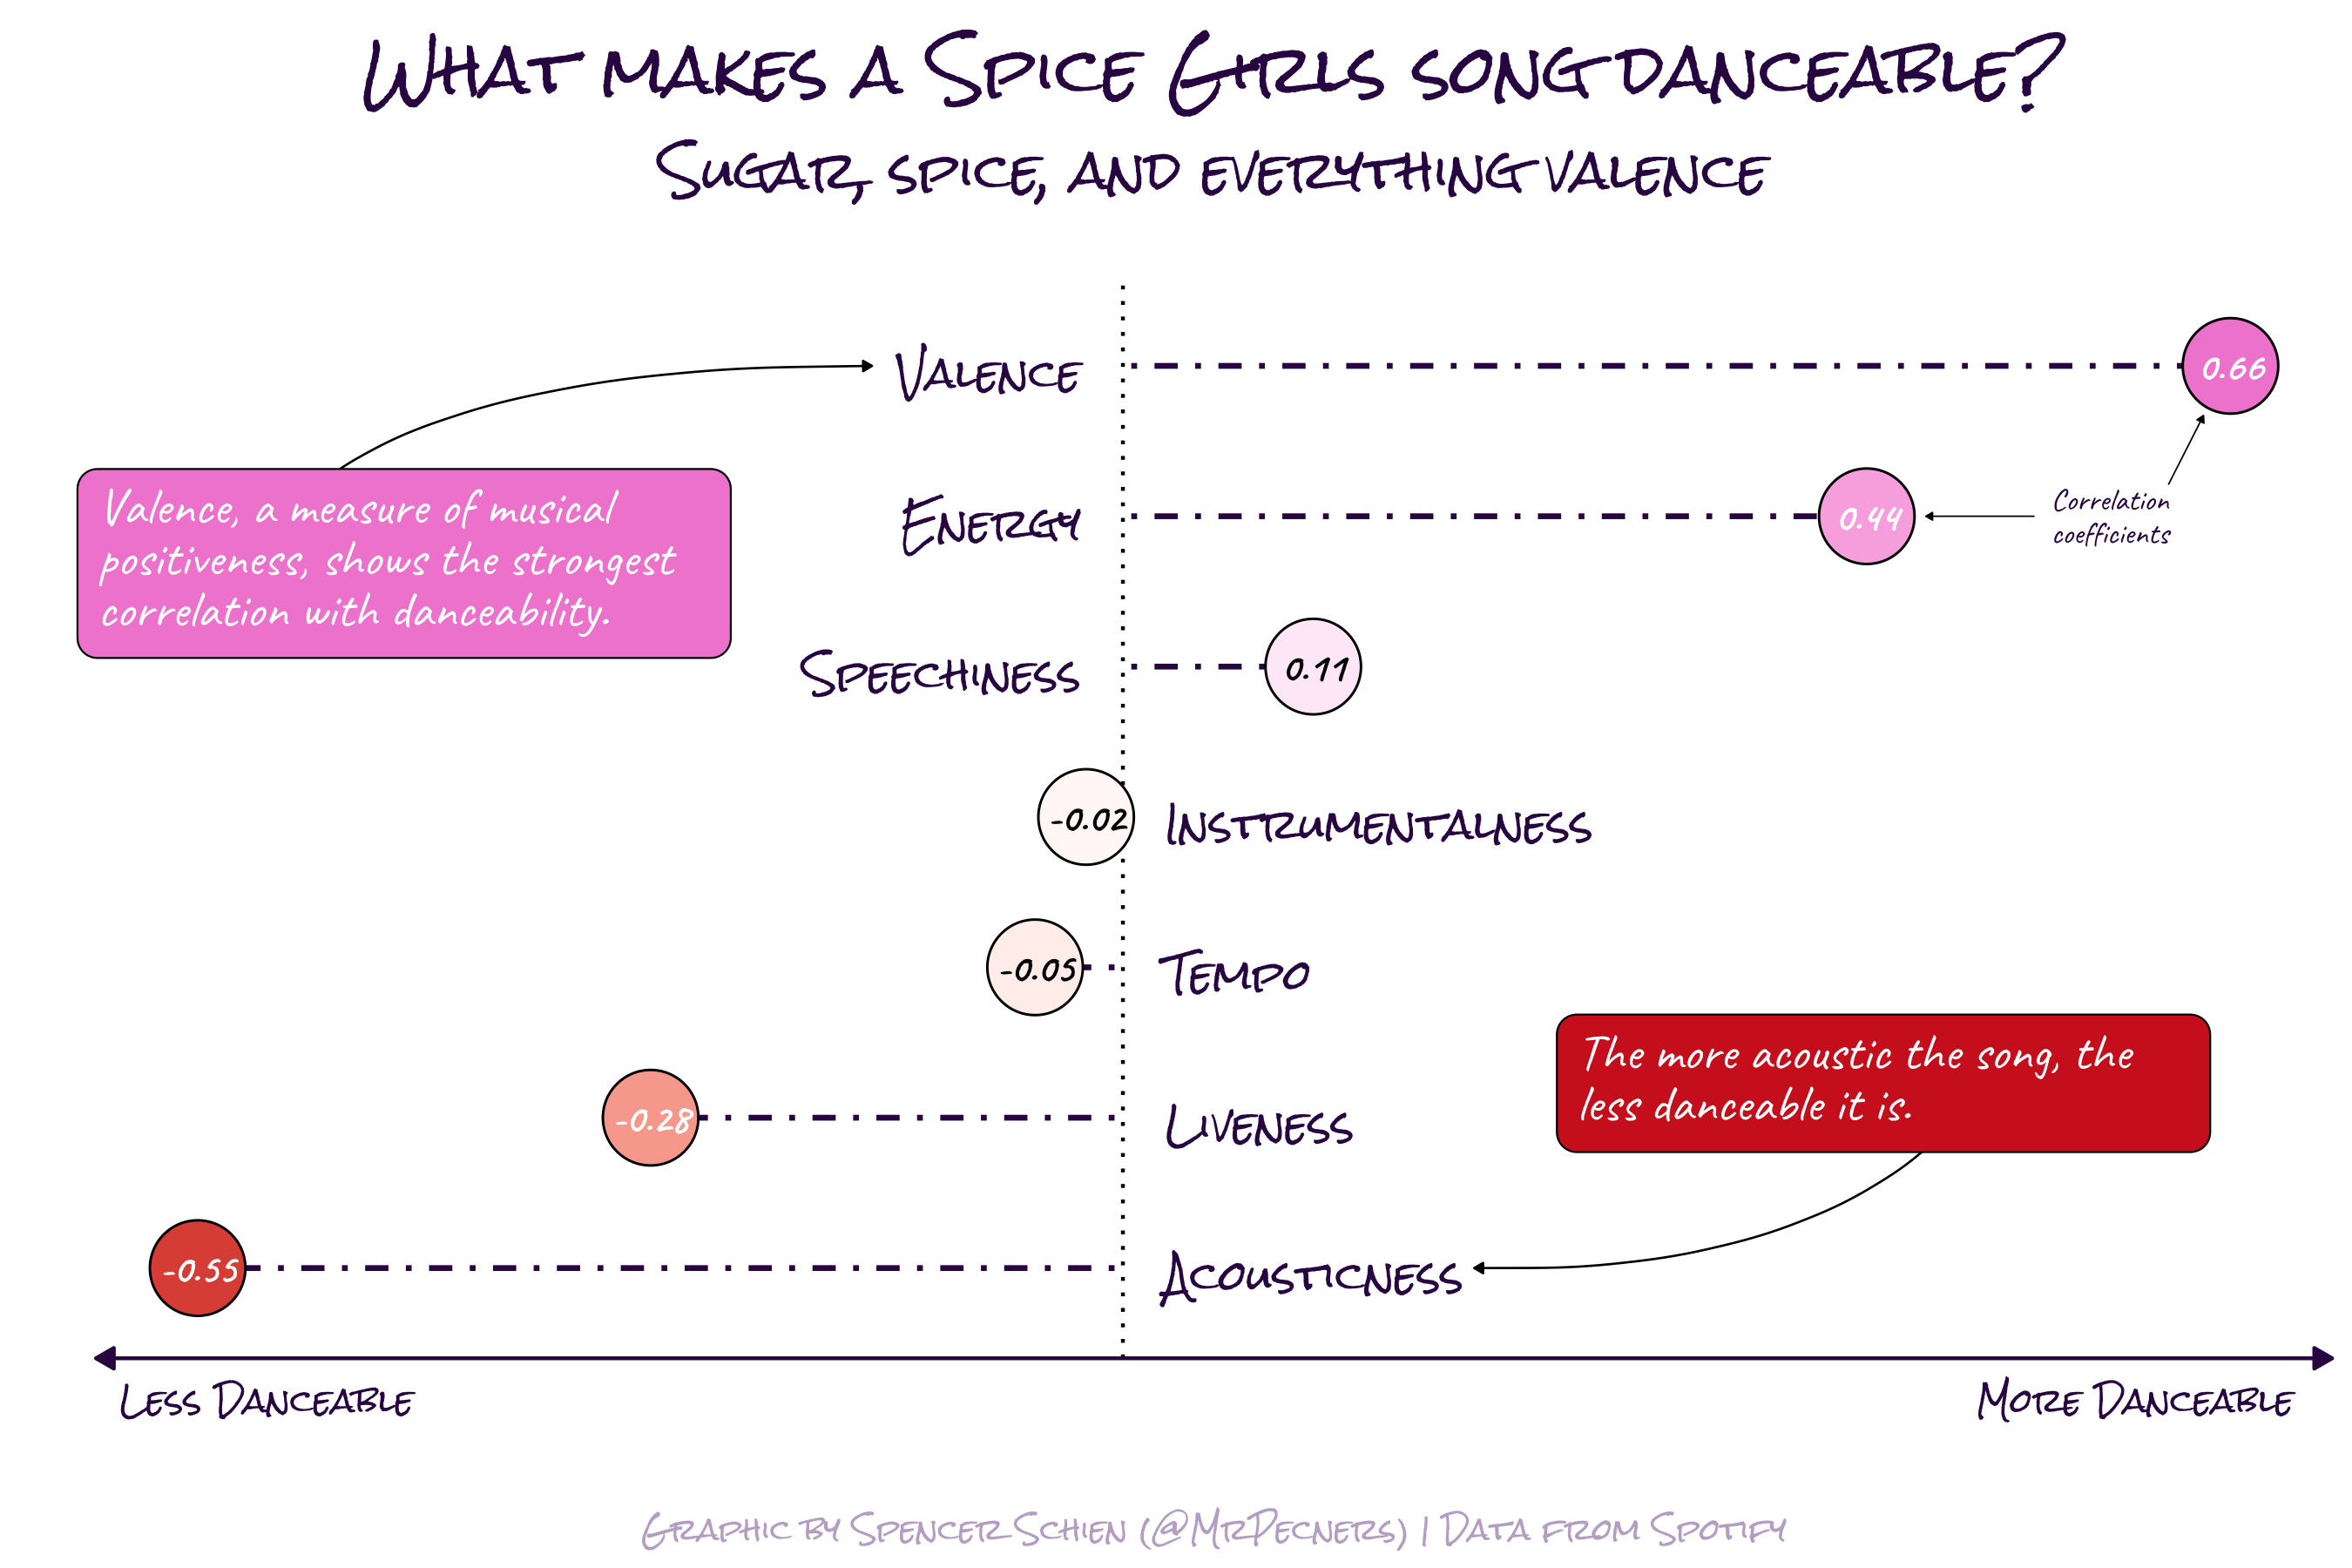 What makes a Spice Girls song danceable?
Sugar, spice, and everything valence
Valence
0.66
Valence, a measure of musical
positiveness, shows the strongest
correlation with danceability.
Energy
0.44
Correlation
coefficients
Speechiness
0.11
-0.02
Instrumentalness
-0.05
Tempo
The more acoustic the song, the
less danceable it is.
-0.28
Liveness
-0.55
Acousticness
Less Danceable
More Danceable
Graphic by Spencer Schien (@MrPecners) | Data from Spotify